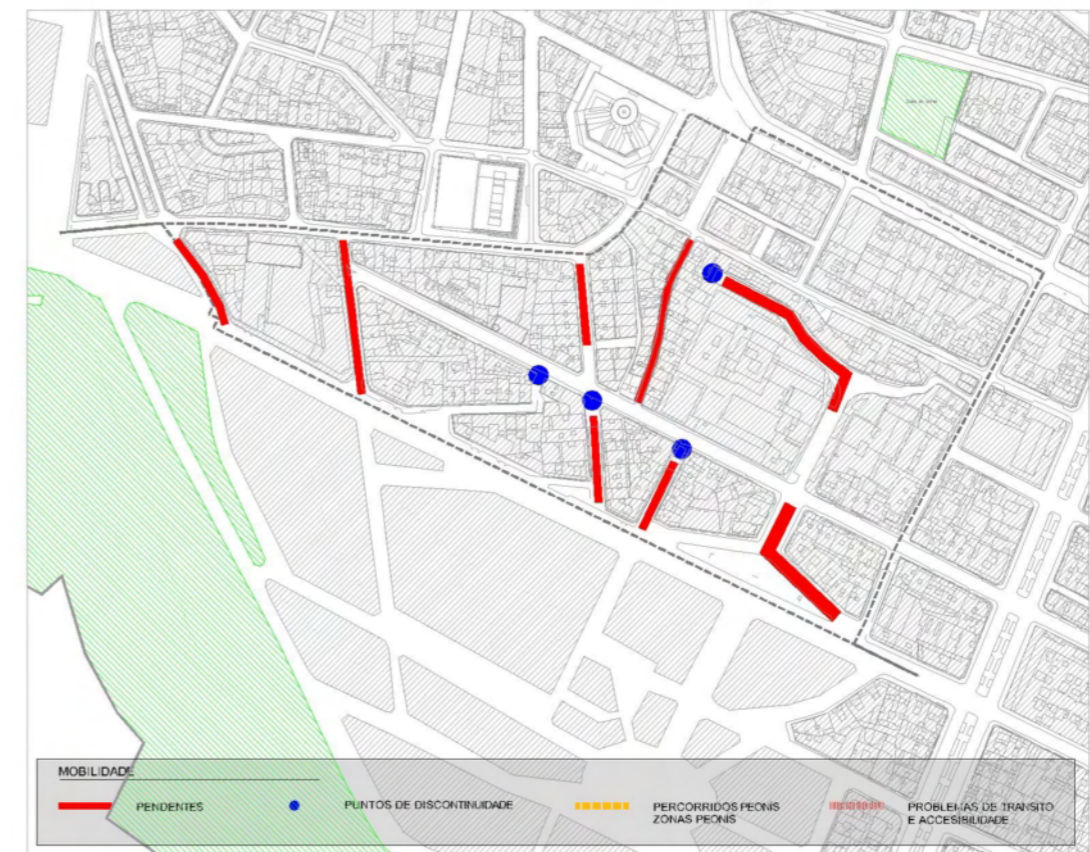 MOBILIDADE
PENDENTES
PUNTOS DE DISCONTINUIDADE
PERCORRIDOS PEONIS
ZONAS PEONIS
PROBLEMAS DE TRANSITO
E ACCESIBILIDADE